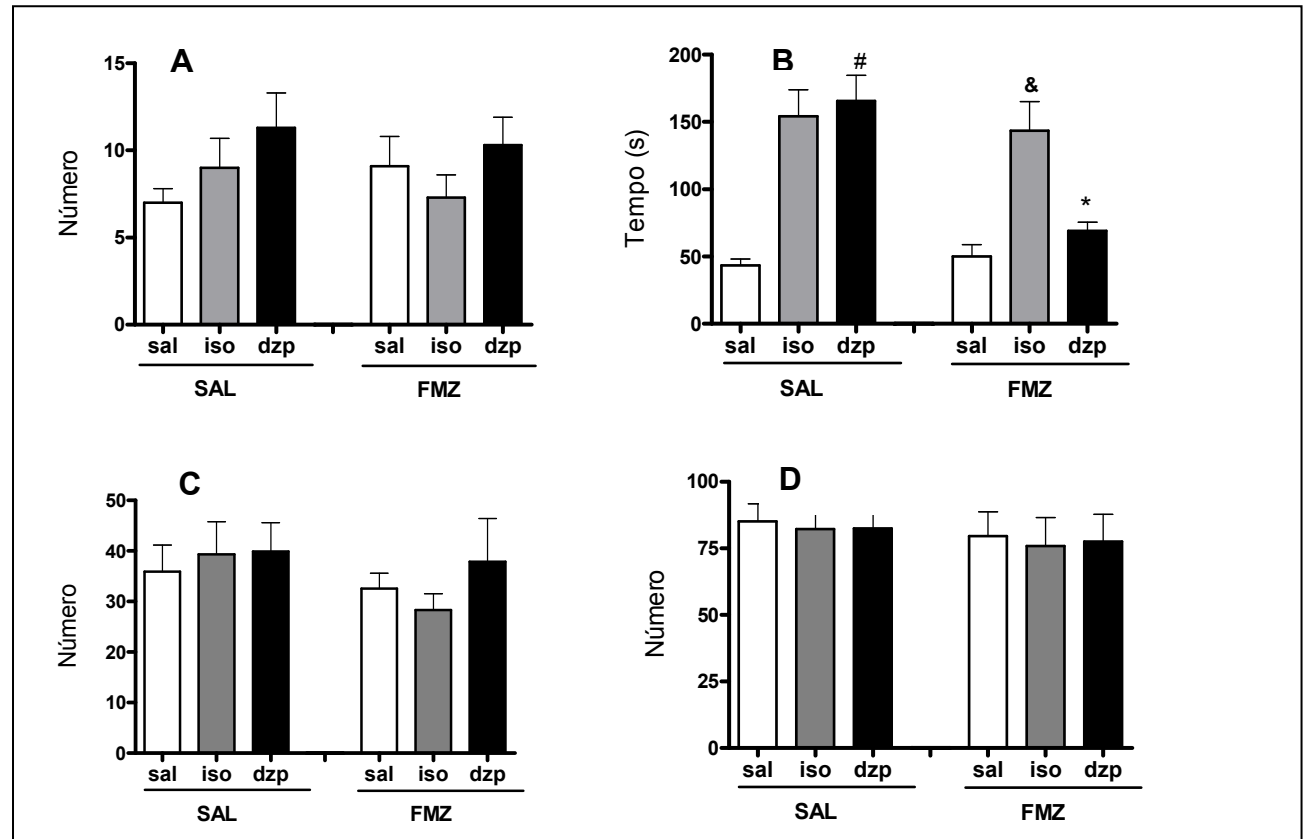 A
Número
15
10
5
0
sal iso dzp sal iso dzp
SAL FMZ
B
Tempo (s)
200
150
100
50
0
# & *
sal iso dzp sal iso dzp
SAL FMZ
C
Número
50
40
30
20
10
0
sal iso dzp sal iso dzp
SAL FMZ
D
Número
100
75
50
25
0
sal iso dzp sal iso dzp
SAL FMZ